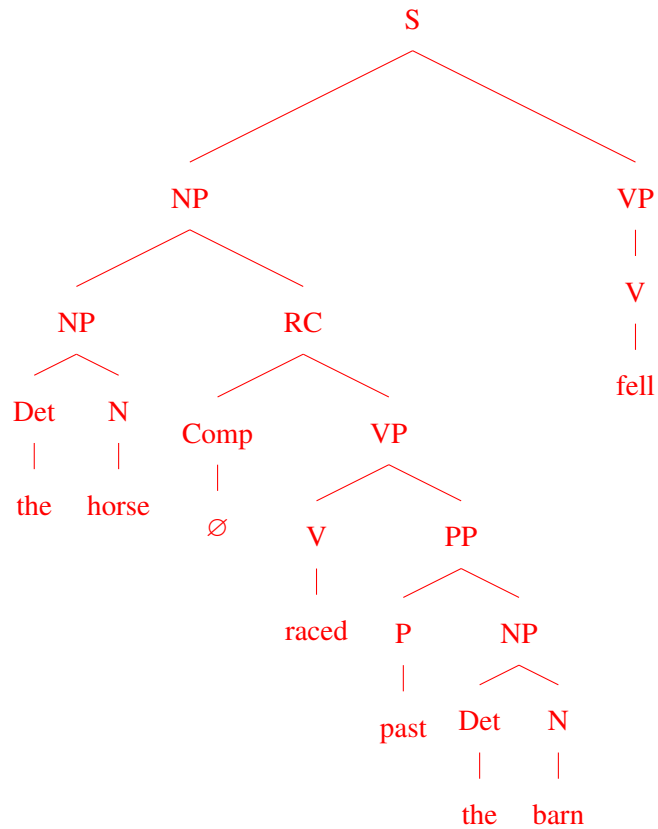 S
NP VP
NP RC V
Det N Comp VP fell
the horse ∅ V PP
raced P NP
past Det N
the barn